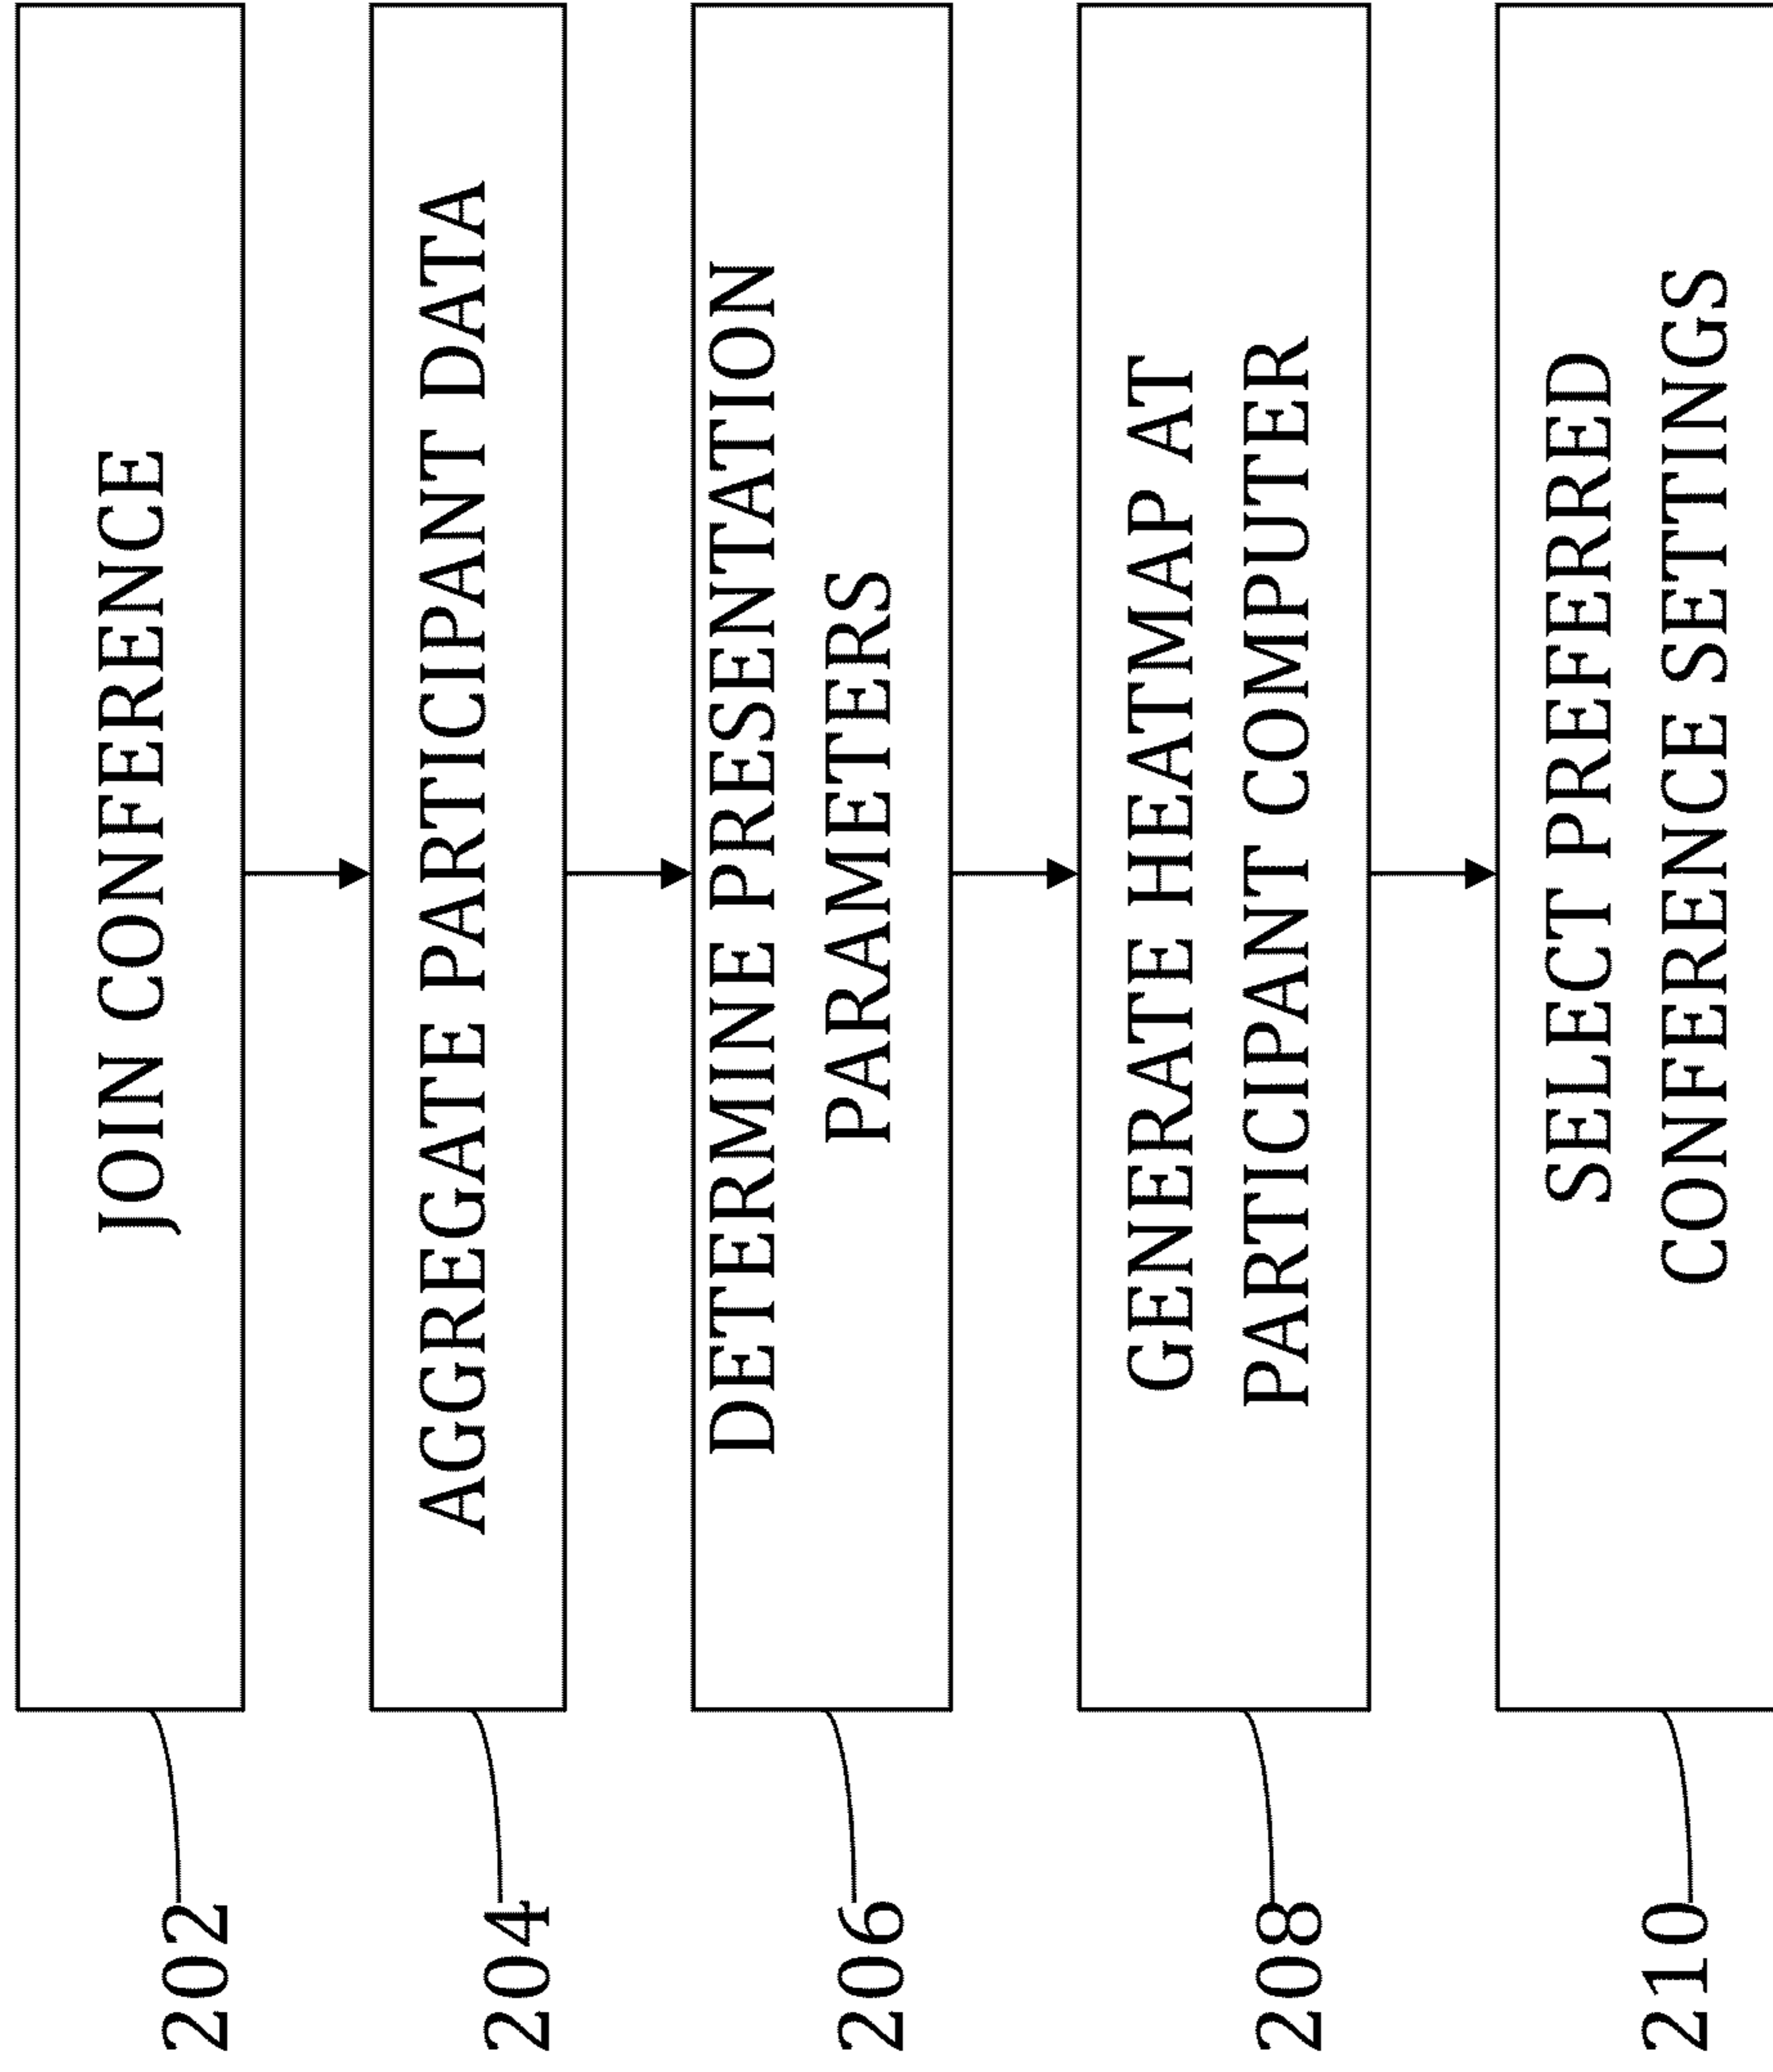 202
JOIN CONFERENCE
204
AGGREGATE PARTICIPANT DATA
206
DETERMINE PRESENTATION
PARAMETERS
208
GENERATE HEATMAP AT
PARTICIPANT COMPUTER
210
SELECT PREFERRED
CONFERENCE SETTINGS